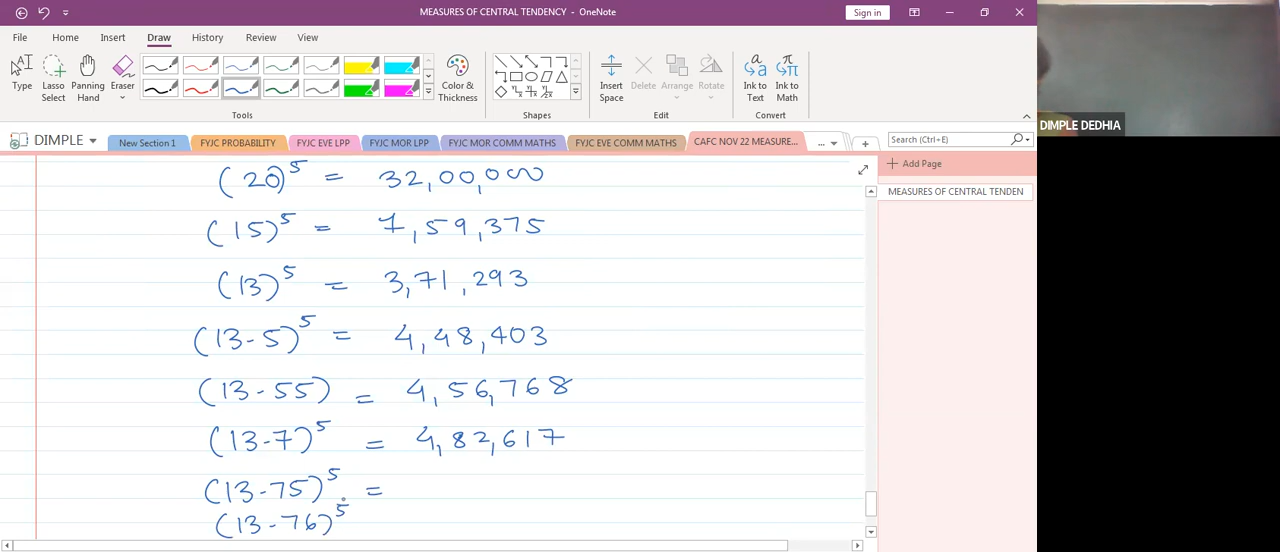 MEASURES OF CENTRAL TENDENCY - OneNote
Sign in
File Home Insert Draw History Review View
Type
Lasso Select
Panning Hand
Eraser
Color & Thickness
Insert Space
Delete
Arrange
Rotate
Ink to Text
Ink to Math
Tools
Shapes
Edit
Convert
DIMPLE DEDHIA
DIMPLE New Section 1 FYJC PROBABILITY FYJC EVE LPP FYJC MOR LPP FYJC MOR COMM MATHS FYJC EVE COMM MATHS CAFC NOV 22 MEASURE... ... Search (Ctrl+E)
Add Page
MEASURES OF CENTRAL TENDEN
(20)⁵ = 32,00,000
(15)⁵ = 7,59,375
(13)⁵ = 3,71,293
(13-5)⁵ = 4,48,403
(13-55) = 4,56,768
(13-7)⁵ = 4,82,617
(13-75)⁵ =
(13-76)⁵